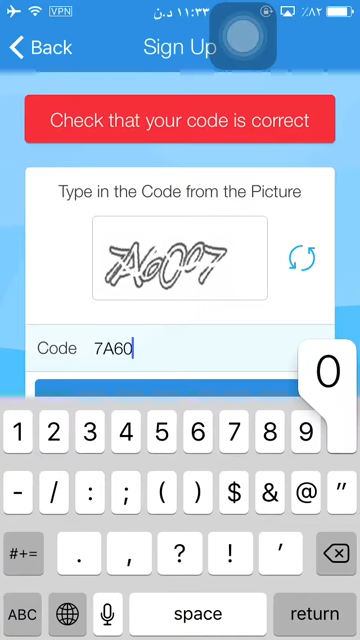 VPN ١١:٣٣ د.ن ٪٨٢
Back Sign Up
Check that your code is correct
Type in the Code from the Picture
Code 7A60
0
1 2 3 4 5 6 7 8 9
- / : ; ( ) $ & @ "
#+= . , ? ! '
ABC space return